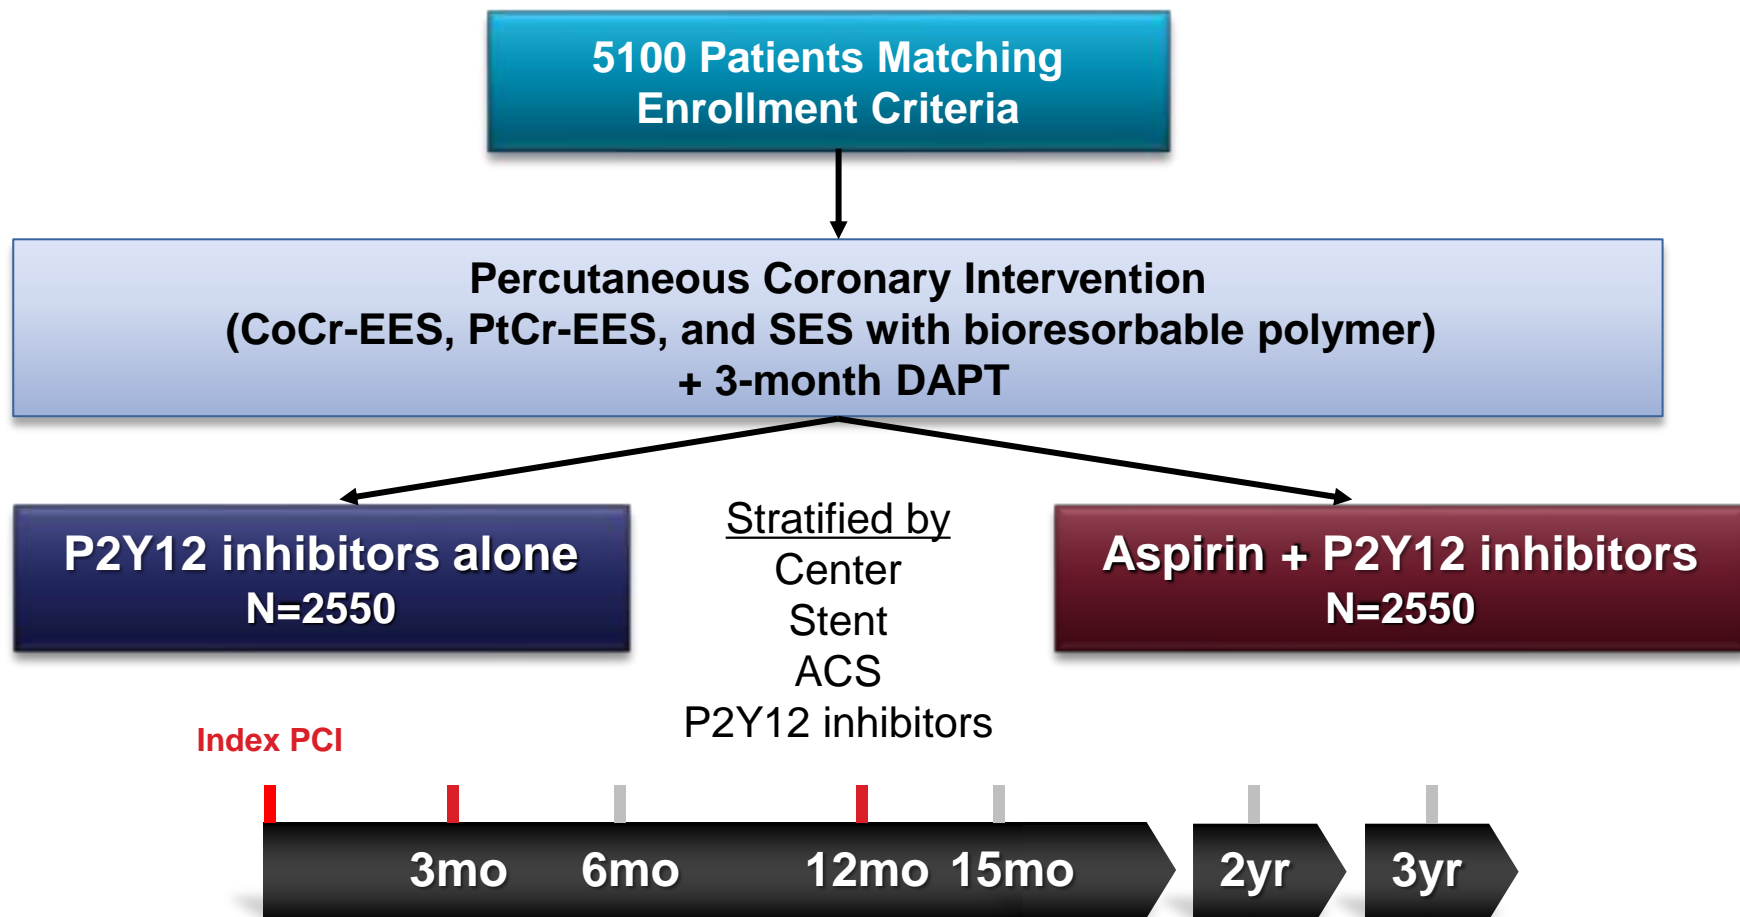 5100 Patients Matching
Enrollment Criteria
Percutaneous Coronary Intervention
(CoCr-EES, PtCr-EES, and SES with bioresorbable polymer)
+ 3-month DAPT
P2Y12 inhibitors alone
N=2550
Stratified by
Center
Stent
ACS
P2Y12 inhibitors
Aspirin + P2Y12 inhibitors
N=2550
Index PCI
3mo 6mo 12mo 15mo 2yr 3yr